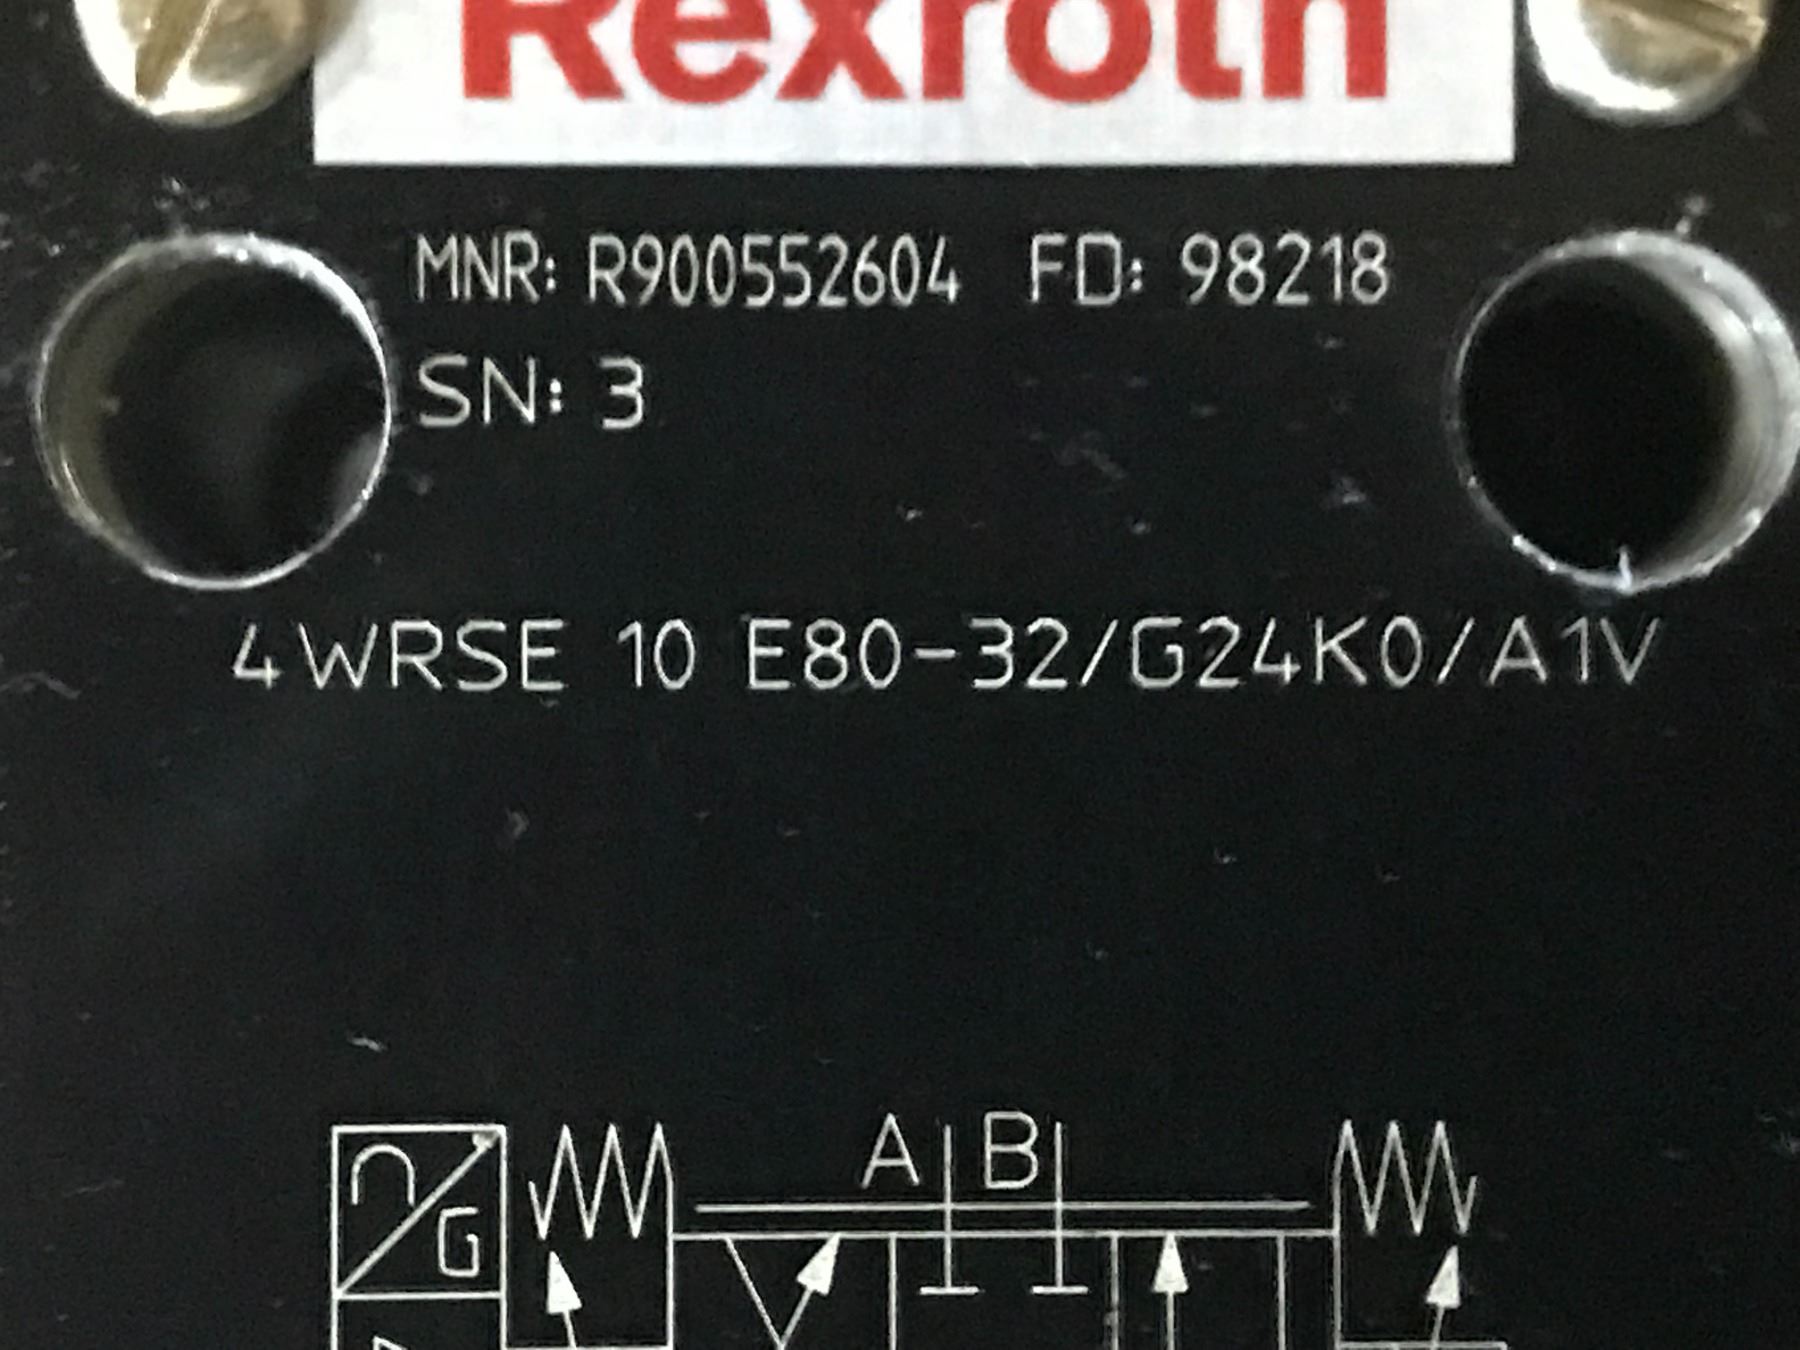 Rexroth
MNR: R900552604 FD: 98218
SN: 3
4WRSE 10 E80-32/G24K0/A1V
A B
G